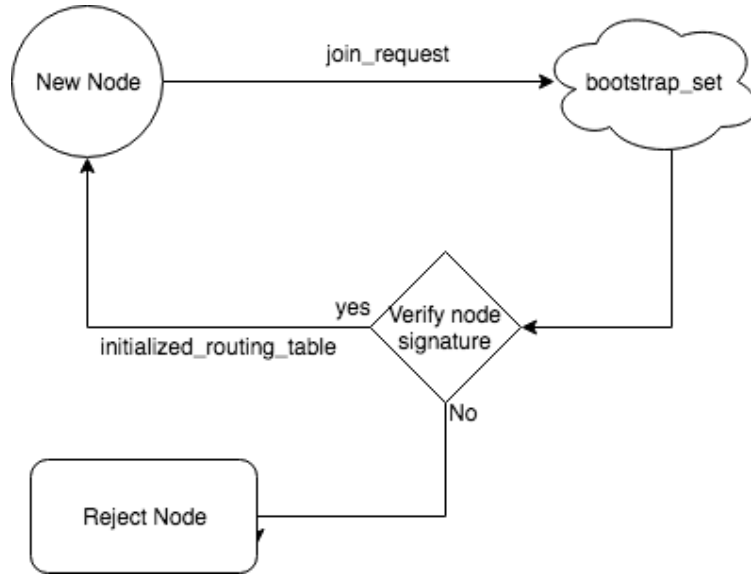 join_request
New Node
bootstrap_set
yes
Verify node
signature
initialized_routing_table
No
Reject Node